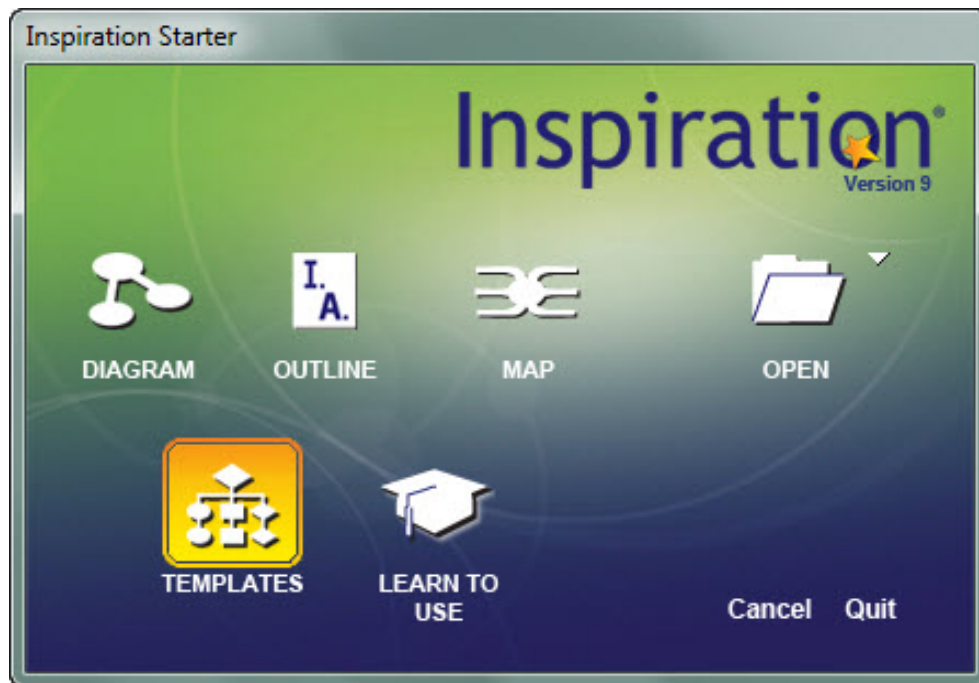 Inspiration Starter
Inspiration®
Version 9
I.
A.
DIAGRAM
OUTLINE
MAP
OPEN
TEMPLATES
LEARN TO
USE
Cancel
Quit